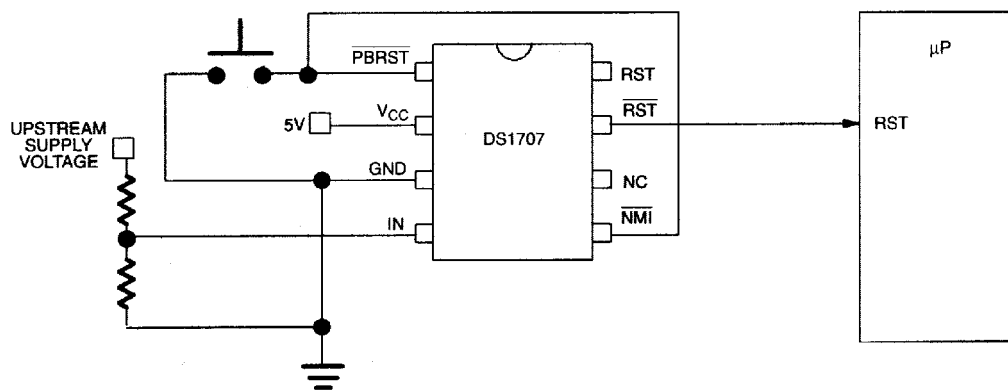 μP
PBRST
RST
5V
VCC
RST
RST
UPSTREAM
SUPPLY
VOLTAGE
DS1707
GND
NC
IN
NMI